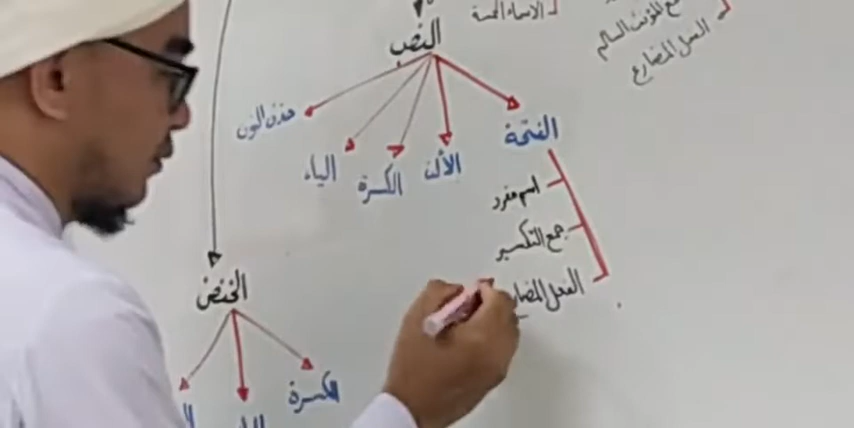 الأسماء الخمسة
جمع المؤنث السالم
الفعل المضارع
النصب
الفتحة
الألف
الكسرة
الياء
حذف النون
اسم مفرد
جمع التكسير
الفعل المضارع
الخفض
الكسرة